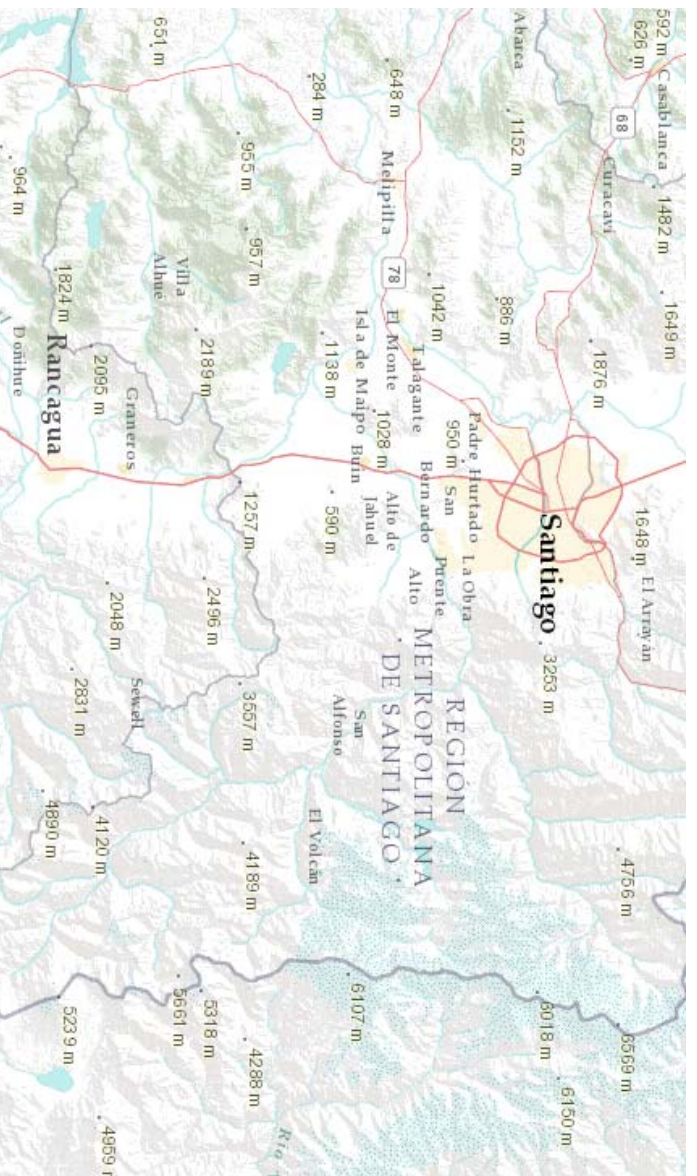 592 m
Casablanca
1482 m
1649 m
626 m
68
Curacaví
1648 m
El Arrayán
1876 m
4756 m
6569 m
6150 m
Santiago
3253 m
6018 m
Abarca
1152 m
886 m
Padre Hurtado
La Obra
950 m
San
Bernardo
Puente
Alto
REGIÓN
METROPOLITANA
DE SANTIAGO
1042 m
Talagante
648 m
Melipilla
78
El Monte
1028 m
Alto de
Jahuel
Isla de Maipo
Buin
San
Alfonso
6107 m
284 m
1138 m
590 m
El Volcán
Río
955 m
957 m
1257 m
3557 m
4189 m
4288 m
2189 m
2496 m
5318 m
651 m
Villa
Alhué
5661 m
Graneros
Sewell
2095 m
2048 m
4120 m
4959 m
1824 m
Rancagua
2831 m
5239 m
4890 m
964 m
Doñihue